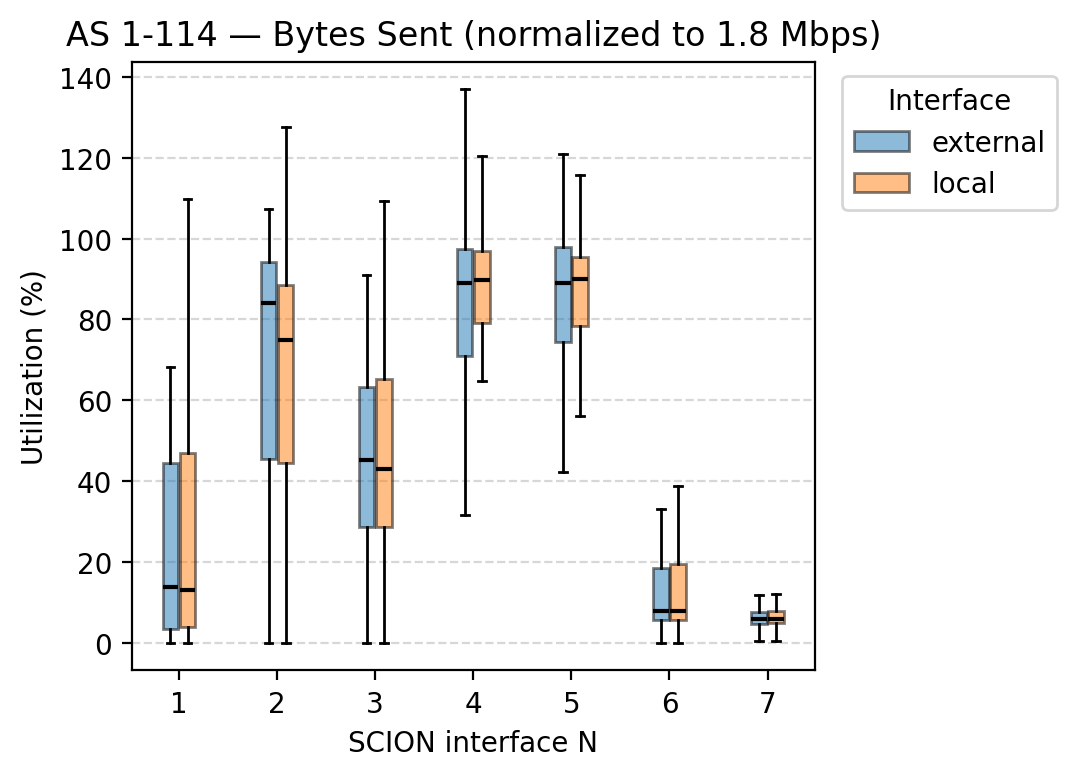 AS 1-114 — Bytes Sent (normalized to 1.8 Mbps)
Interface
external
local
Utilization (%)
140
120
100
80
60
40
20
0
1 2 3 4 5 6 7
SCION interface N